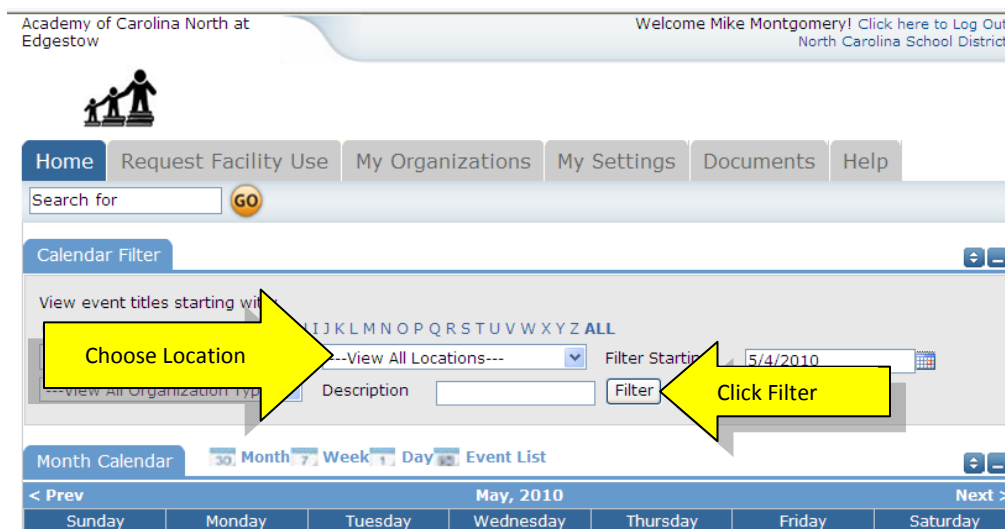 Academy of Carolina North at
Edgestow
Welcome Mike Montgomery! Click here to Log Out
North Carolina School District
Home Request Facility Use My Organizations My Settings Documents Help
Search for GO
Calendar Filter
View event titles starting with
I J K L M N O P Q R S T U V W X Y Z ALL
Choose Location
---View All Locations--- Filter Starting 5/4/2010
---View All Organization Typ Description Filter
Click Filter
Month Calendar 30 Month 7 Week 1 Day Event List
< Prev May, 2010 Next >
Sunday Monday Tuesday Wednesday Thursday Friday Saturday